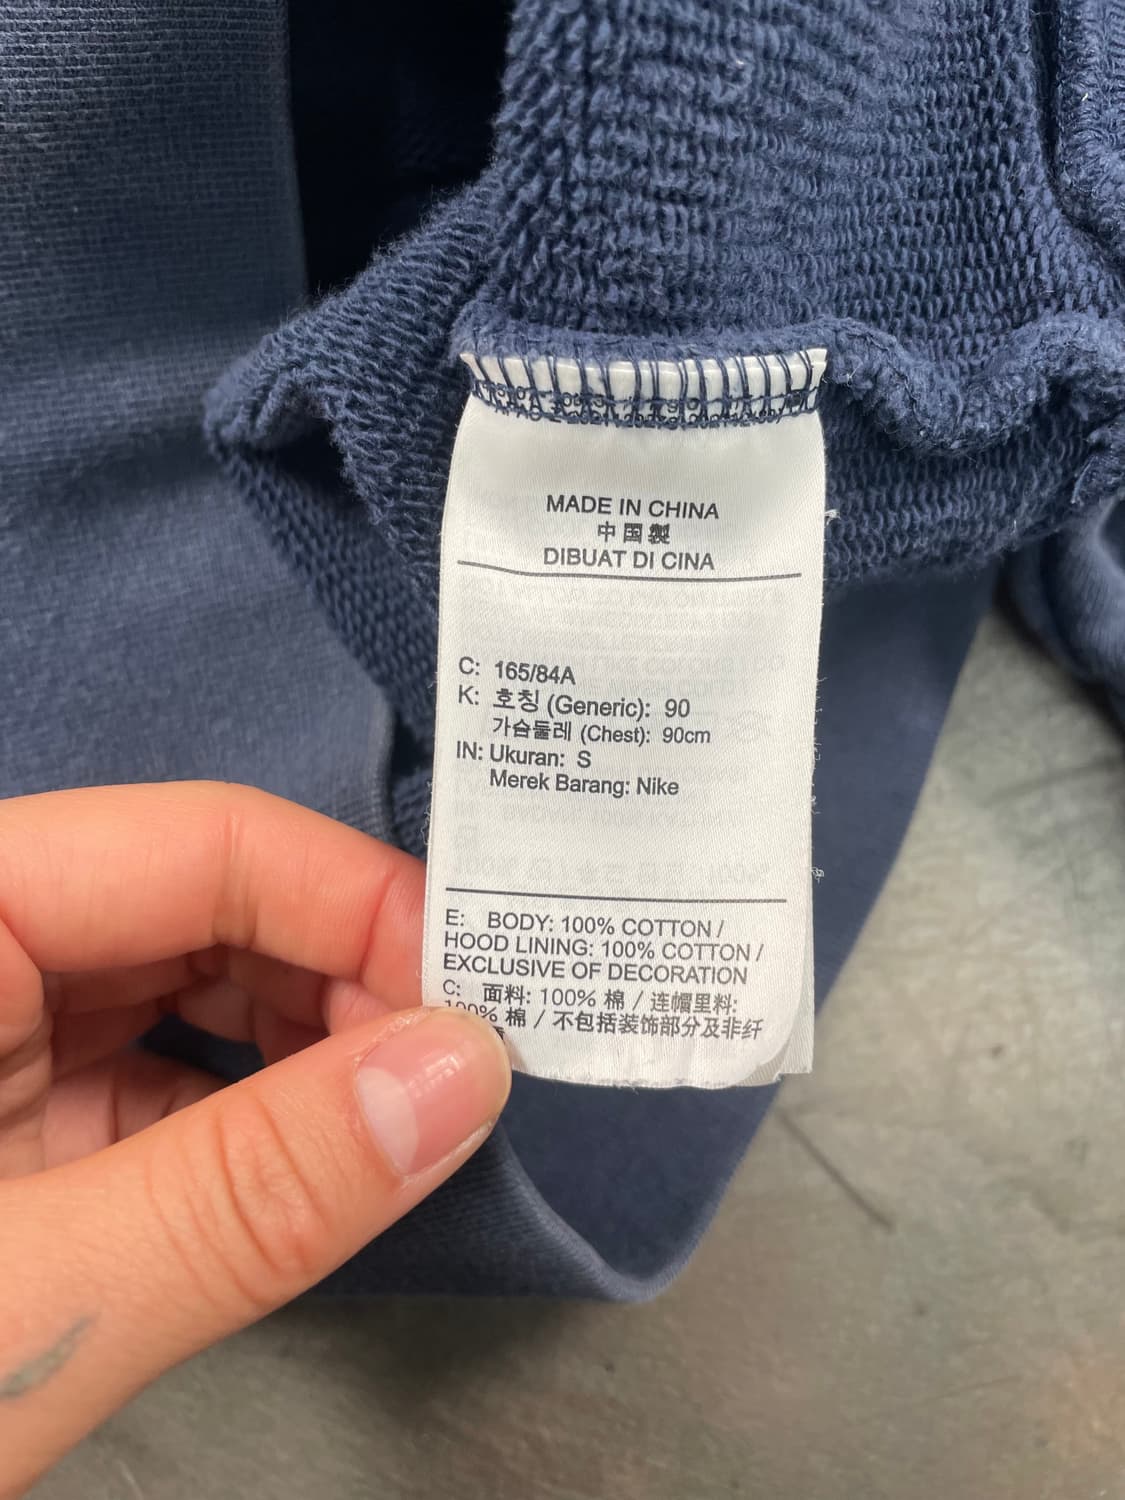 MADE IN CHINA
中国製
DIBUAT DI CINA
C: 165/84A
K: 호칭 (Generic): 90
가슴둘레 (Chest): 90cm
IN: Ukuran: S
Merek Barang: Nike
E: BODY: 100% COTTON /
HOOD LINING: 100% COTTON /
EXCLUSIVE OF DECORATION
C: 面料: 100% 棉 / 连帽里料:
100% 棉 / 不包括装饰部分及非纤